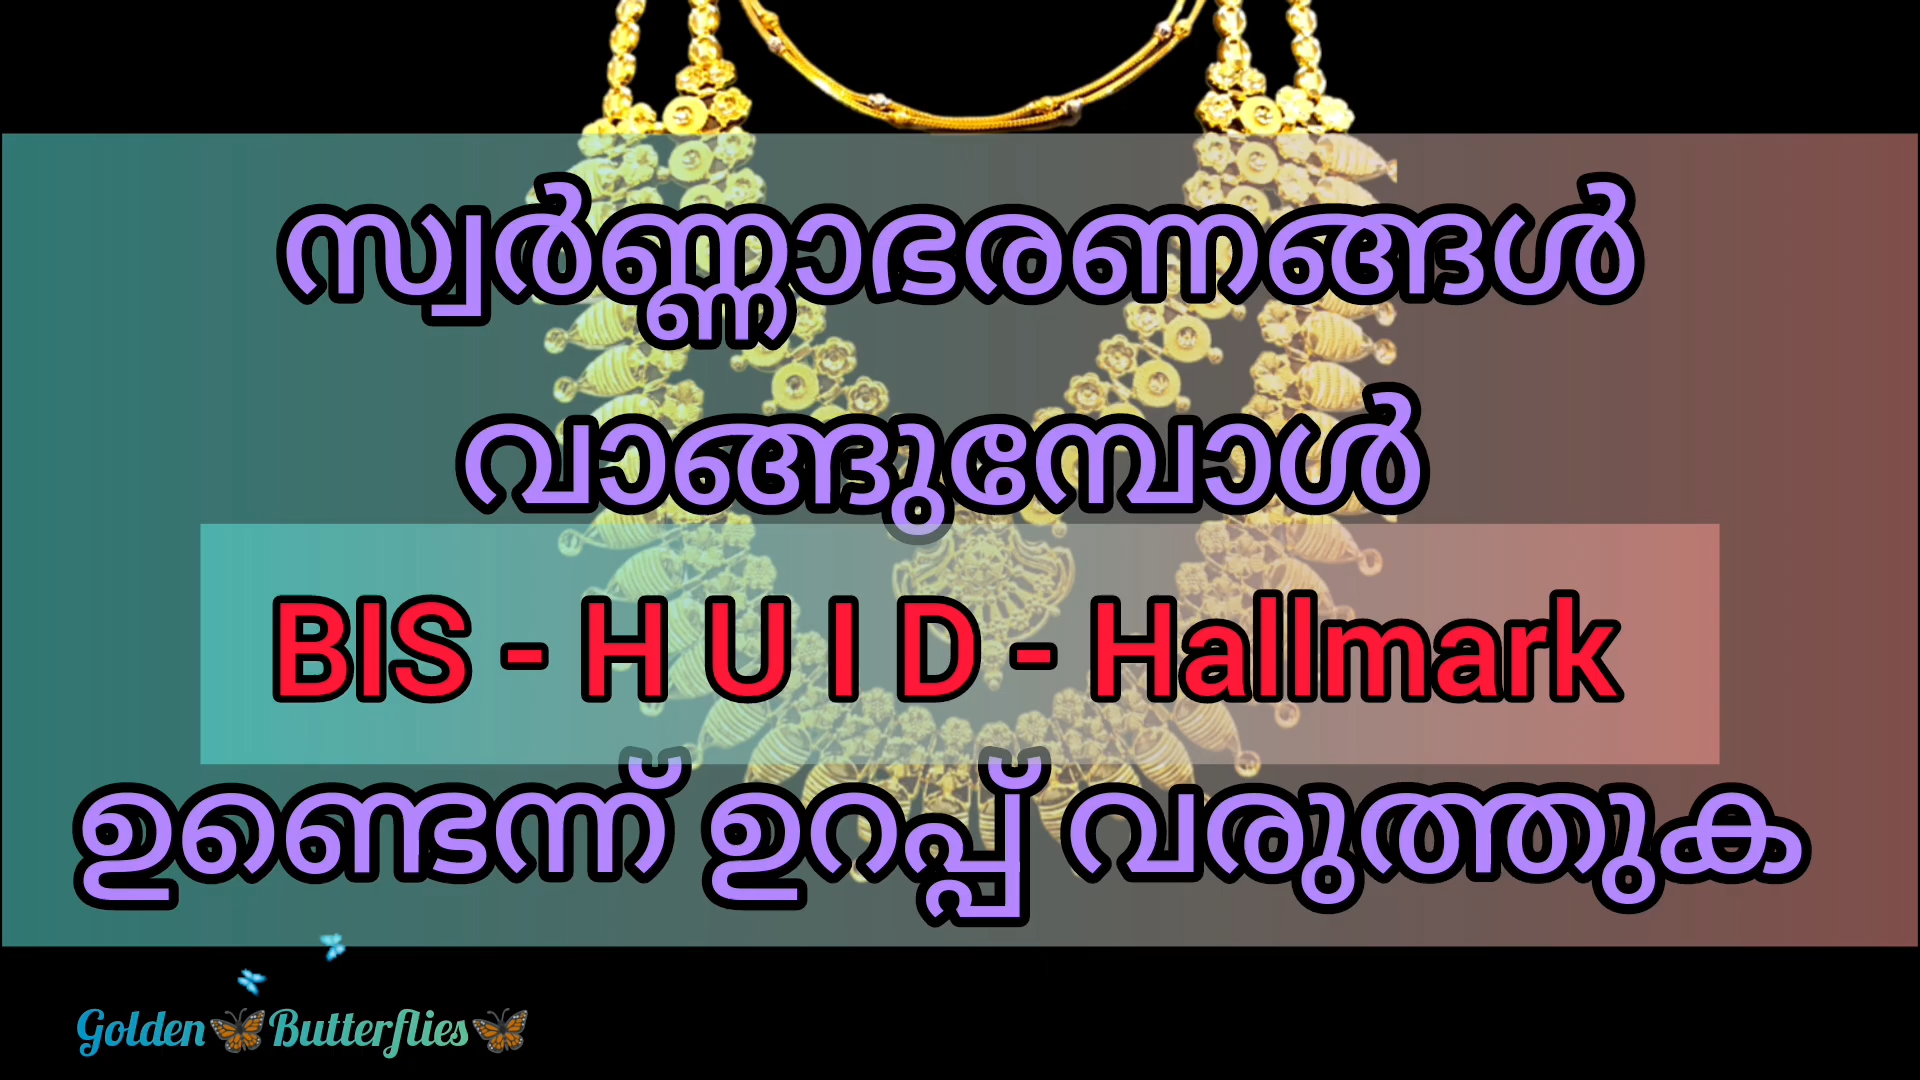 സ്വർണ്ണാഭരണങ്ങൾ
വാങ്ങുമ്പോൾ
BIS - H U I D - Hallmark
ഉണ്ടെന്ന് ഉറപ്പ് വരുത്തുക
Golden🦋Butterflies🦋